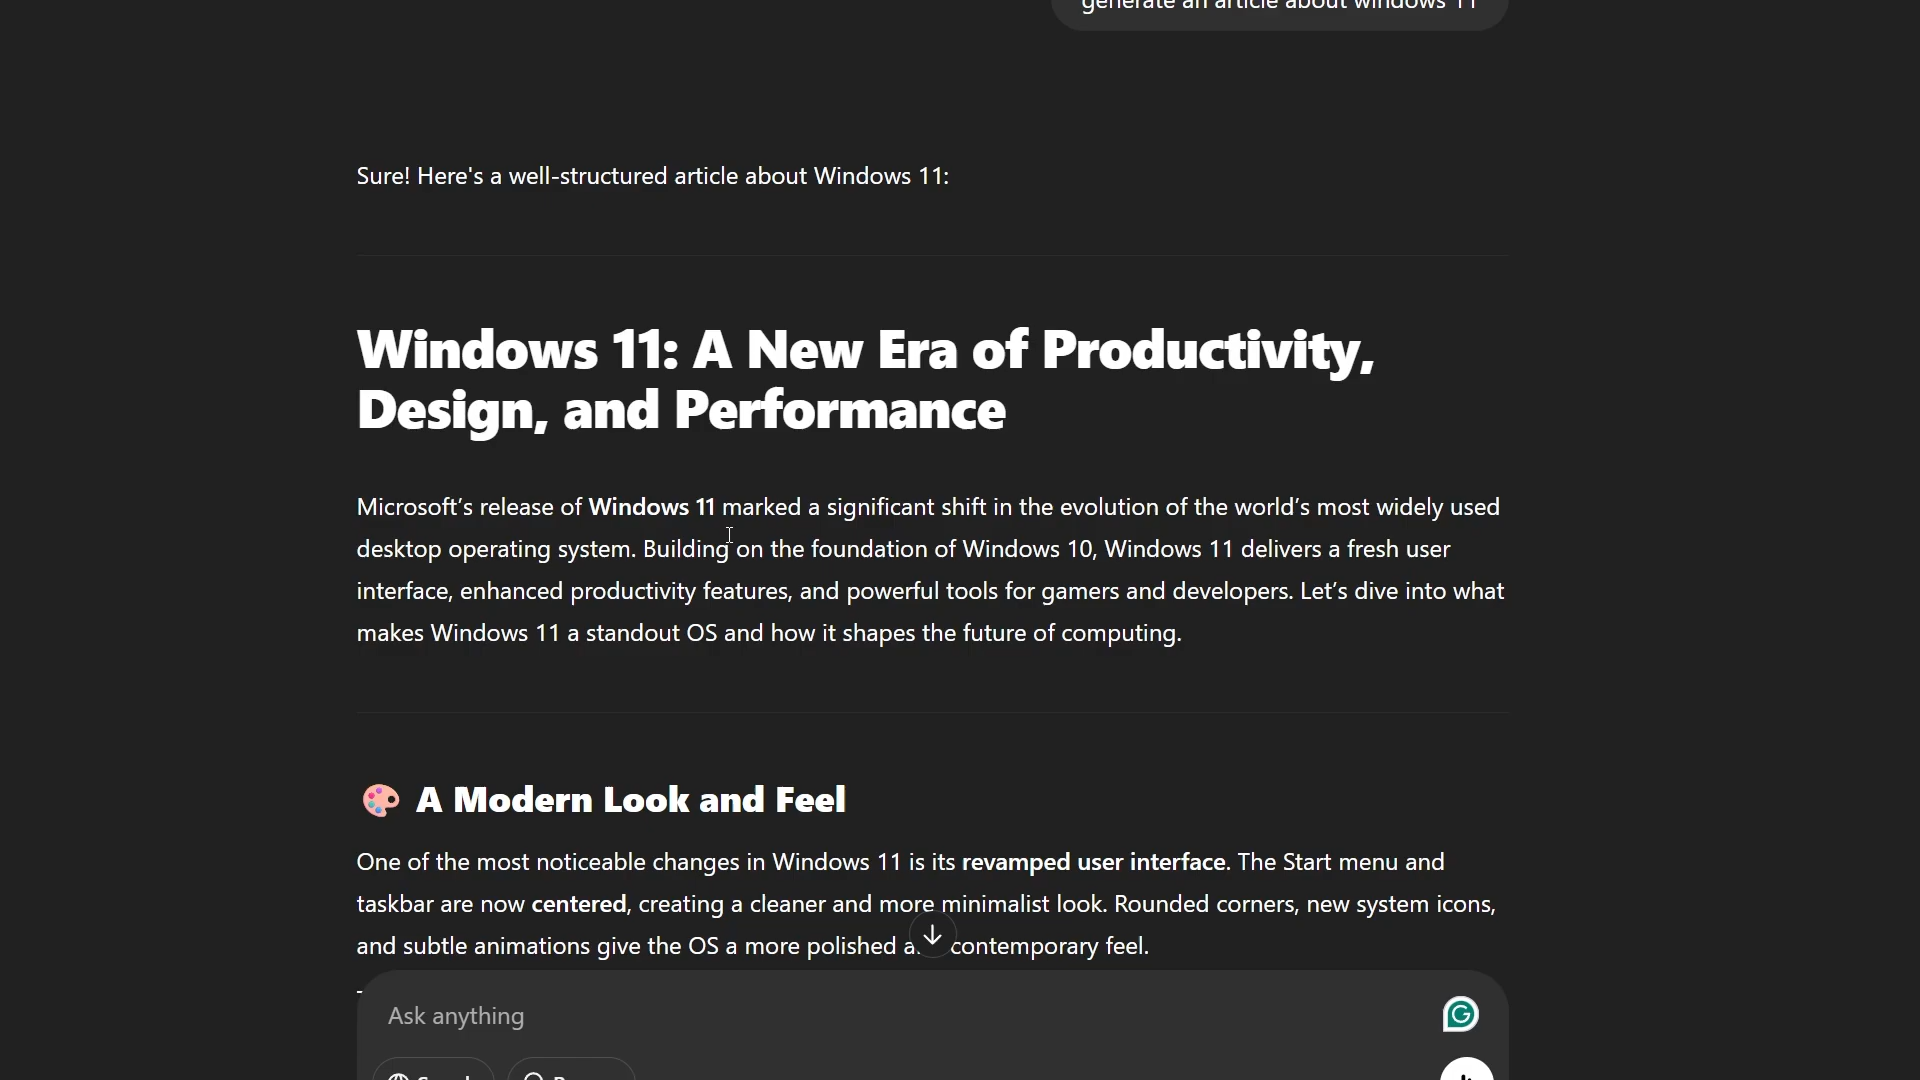 generate an article about windows 11
Sure! Here's a well-structured article about Windows 11:
Windows 11: A New Era of Productivity,
Design, and Performance
Microsoft’s release of Windows 11 marked a significant shift in the evolution of the world’s most widely used
desktop operating system. Building on the foundation of Windows 10, Windows 11 delivers a fresh user
interface, enhanced productivity features, and powerful tools for gamers and developers. Let’s dive into what
makes Windows 11 a standout OS and how it shapes the future of computing.
A Modern Look and Feel
One of the most noticeable changes in Windows 11 is its revamped user interface. The Start menu and
taskbar are now centered, creating a cleaner and more minimalist look. Rounded corners, new system icons,
and subtle animations give the OS a more polished contemporary feel.
Ask anything